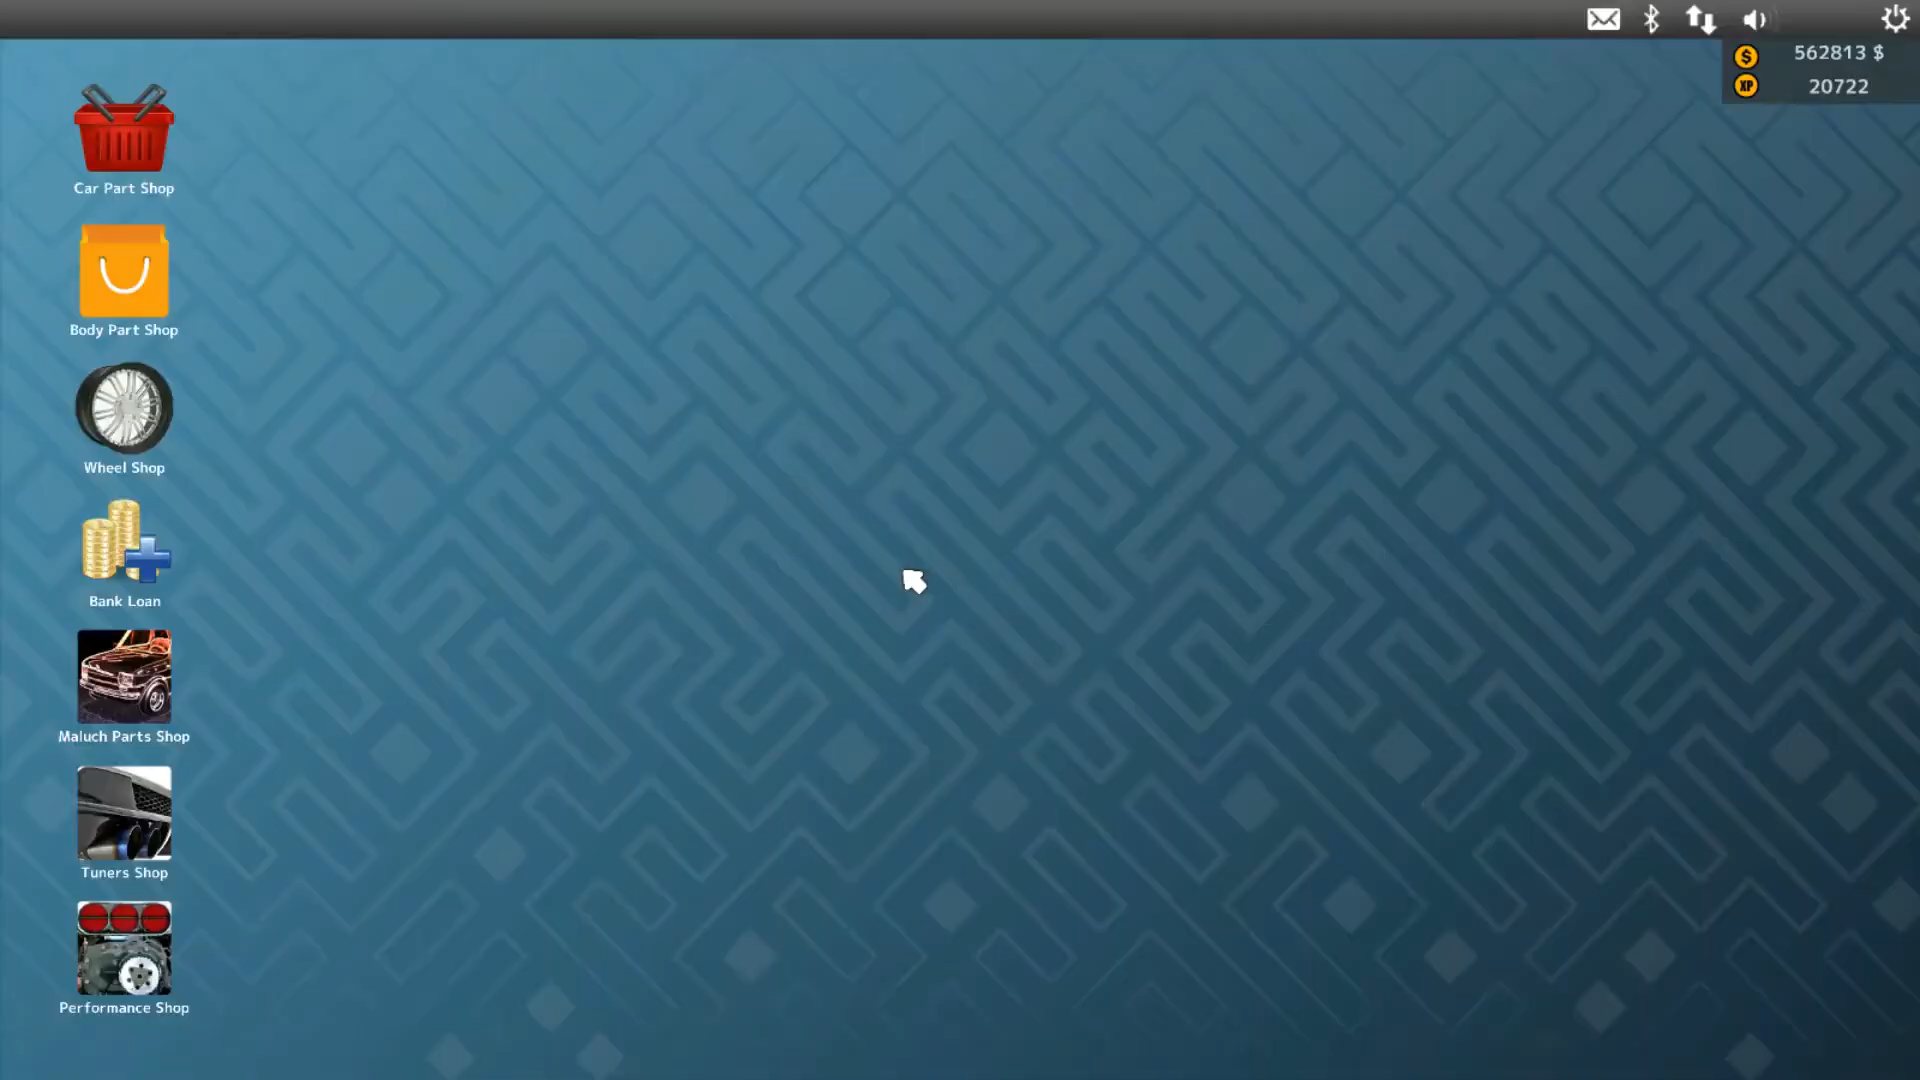 562813 $
XP 20722
Car Part Shop
Body Part Shop
Wheel Shop
Bank Loan
Maluch Parts Shop
Tuners Shop
Performance Shop